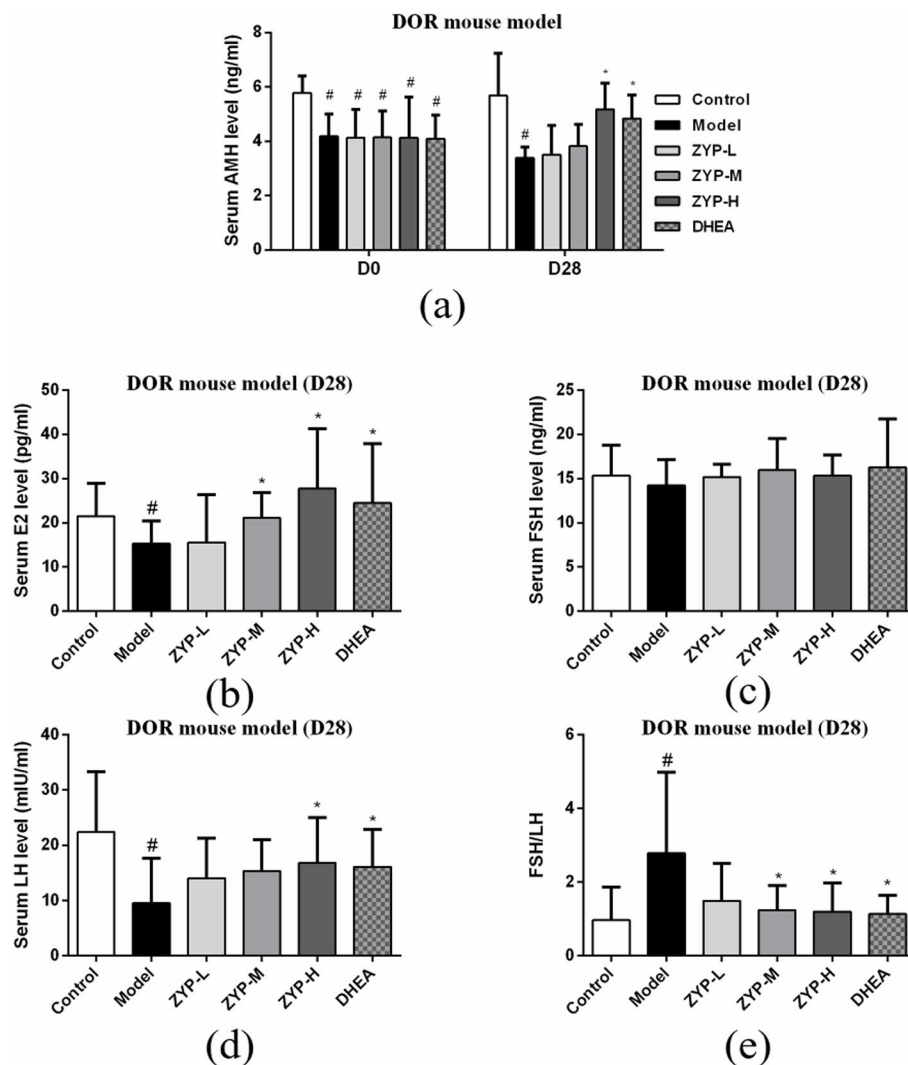 DOR mouse model
Serum AMH level (ng/ml)
8
6
4
2
0
# # # # #
# * *
D0 D28
Control
Model
ZYP-L
ZYP-M
ZYP-H
DHEA
(a)
DOR mouse model (D28)
Serum E2 level (pg/ml)
50
40
30
20
10
0
# * * *
Control Model ZYP-L ZYP-M ZYP-H DHEA
(b)
DOR mouse model (D28)
Serum FSH level (ng/ml)
25
20
15
10
5
0
Control Model ZYP-L ZYP-M ZYP-H DHEA
(c)
DOR mouse model (D28)
Serum LH level (mIU/ml)
40
30
20
10
0
# * *
Control Model ZYP-L ZYP-M ZYP-H DHEA
(d)
DOR mouse model (D28)
FSH/LH
6
4
2
0
# * * *
Control Model ZYP-L ZYP-M ZYP-H DHEA
(e)